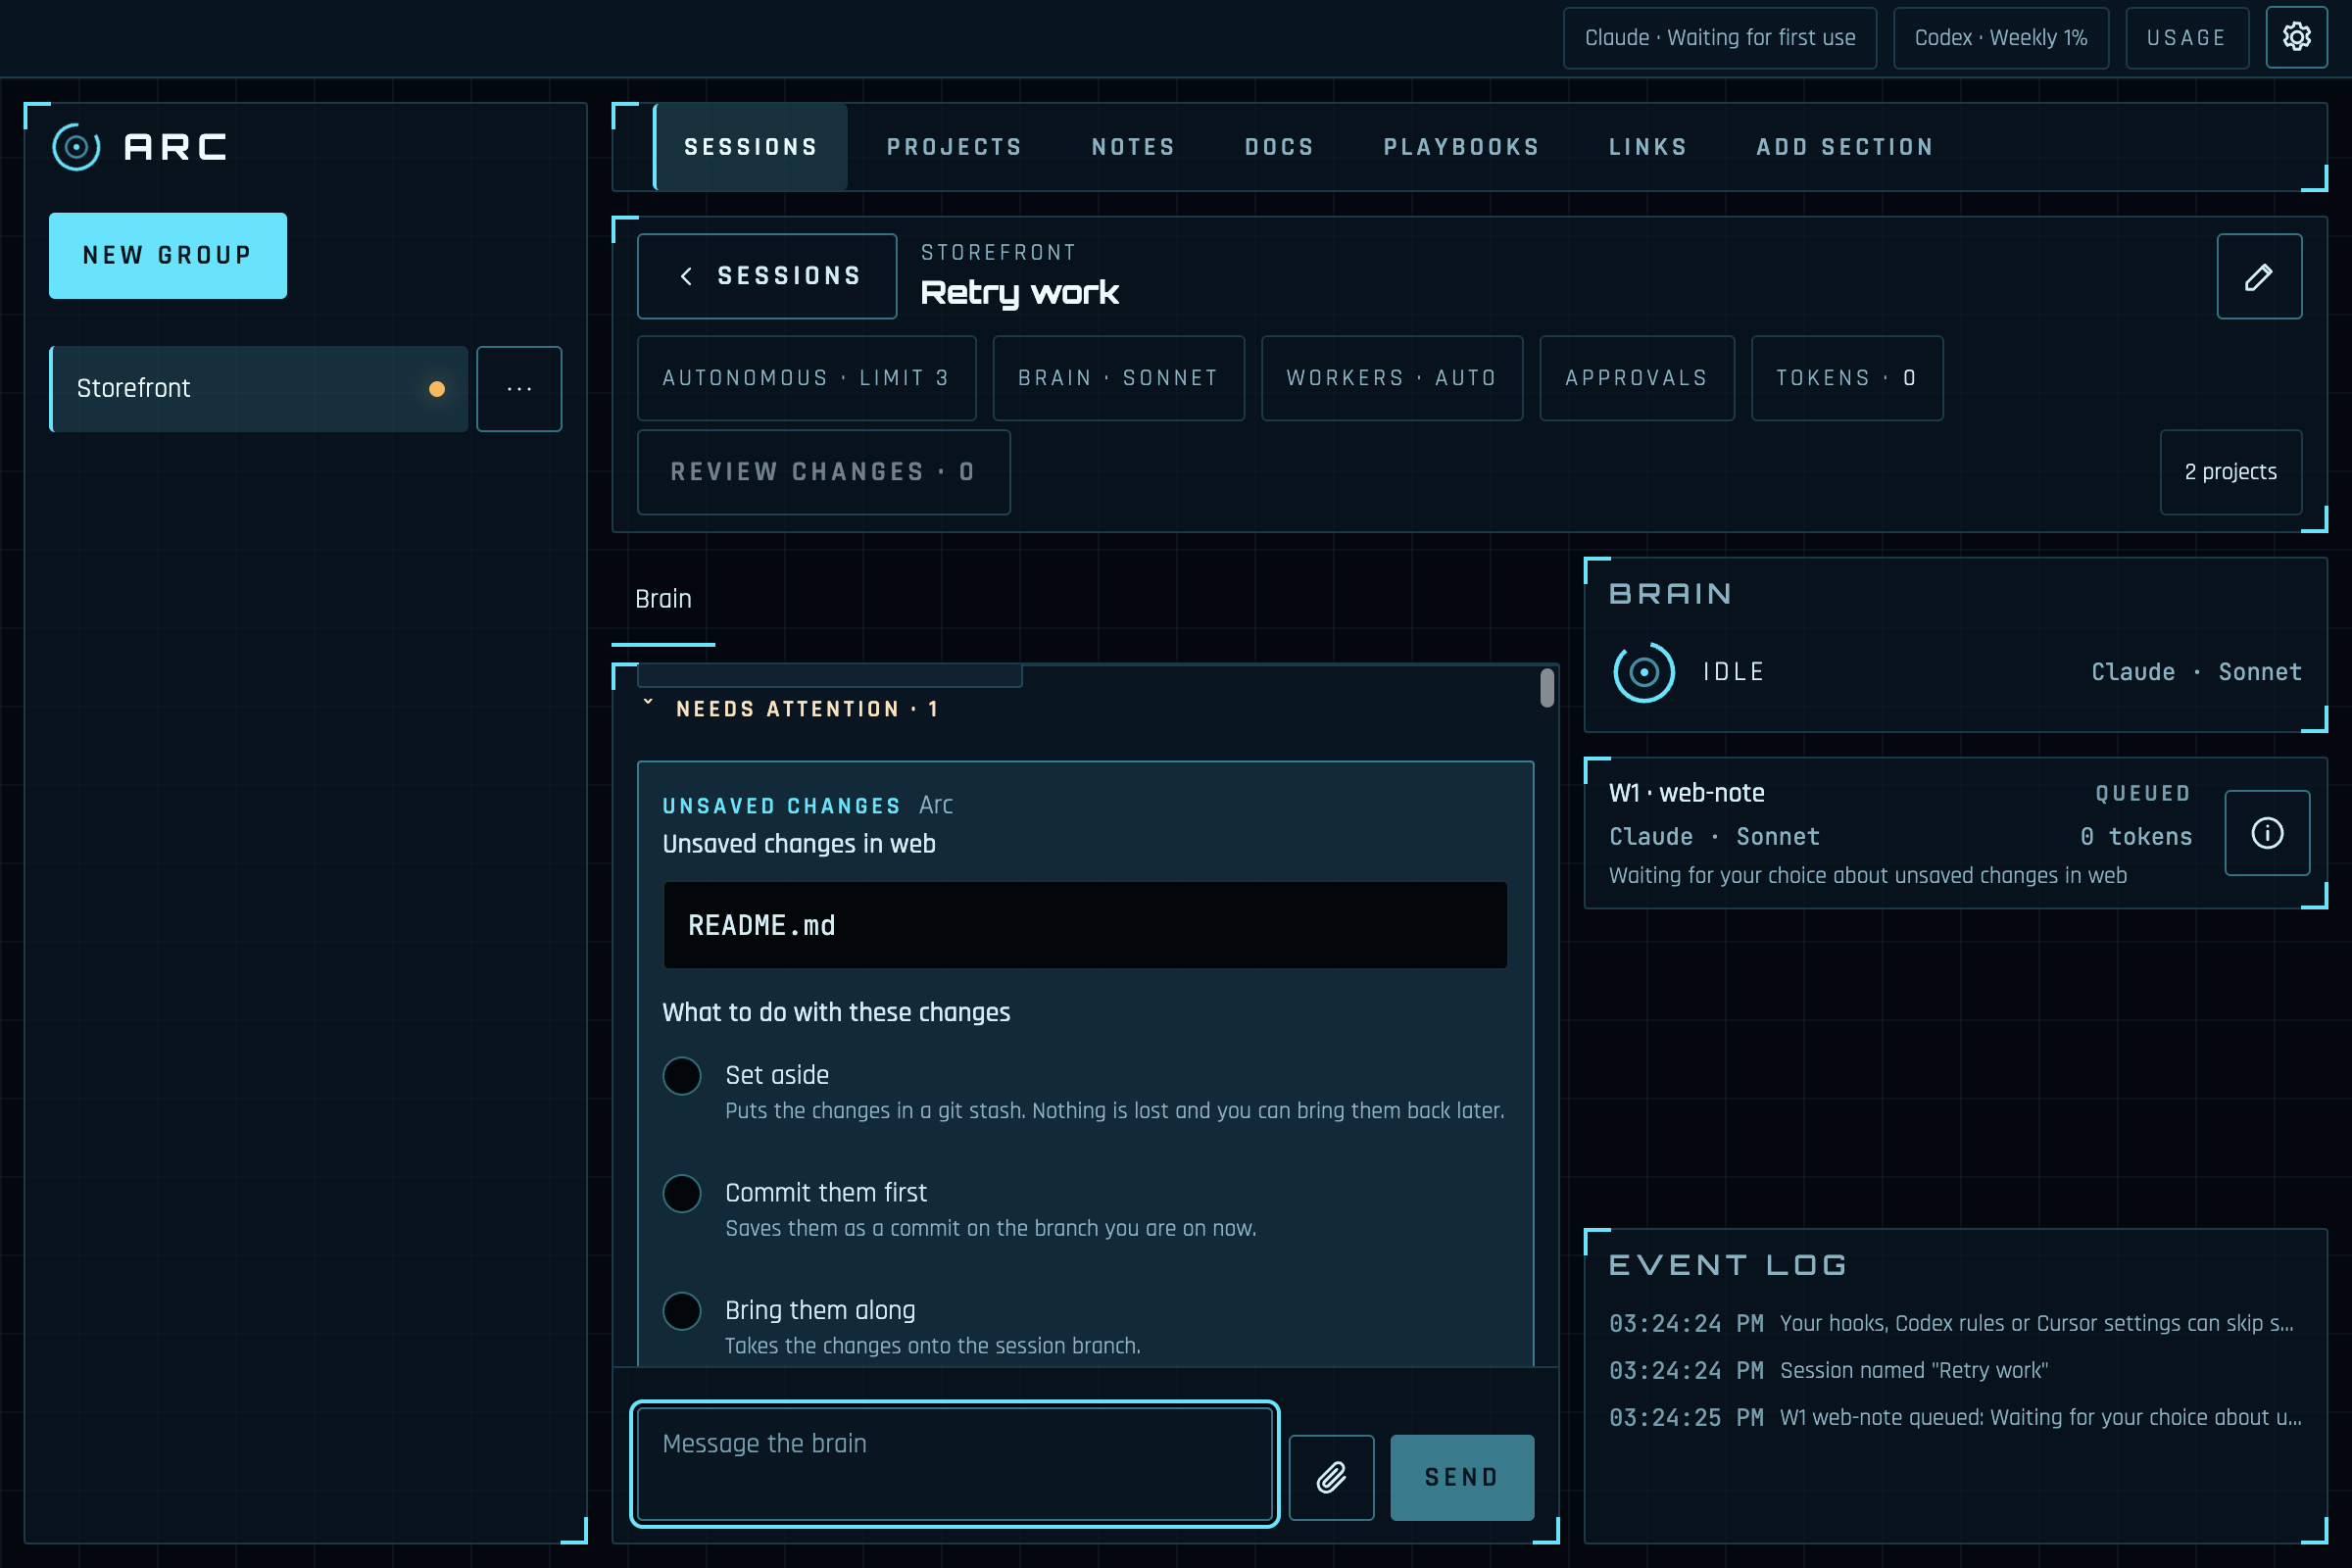 Claude · Waiting for first use
Codex · Weekly 1%
USAGE
ARC
NEW GROUP
Storefront
···
SESSIONS
PROJECTS
NOTES
DOCS
PLAYBOOKS
LINKS
ADD SECTION
SESSIONS
STOREFRONT
Retry work
AUTONOMOUS · LIMIT 3
BRAIN · SONNET
WORKERS · AUTO
APPROVALS
TOKENS · 0
REVIEW CHANGES · 0
2 projects
Brain
NEEDS ATTENTION · 1
UNSAVED CHANGES Arc
Unsaved changes in web
README.md
What to do with these changes
Set aside
Puts the changes in a git stash. Nothing is lost and you can bring them back later.
Commit them first
Saves them as a commit on the branch you are on now.
Bring them along
Takes the changes onto the session branch.
Message the brain
SEND
BRAIN
IDLE
Claude · Sonnet
W1 · web-note
QUEUED
Claude · Sonnet
0 tokens
Waiting for your choice about unsaved changes in web
EVENT LOG
03:24:24 PM Your hooks, Codex rules or Cursor settings can skip s...
03:24:24 PM Session named "Retry work"
03:24:25 PM W1 web-note queued: Waiting for your choice about u...